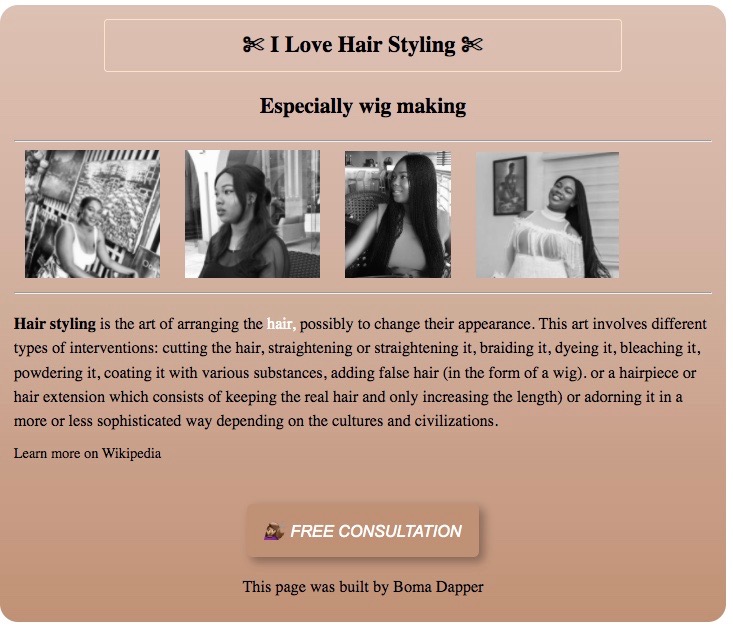 ✄ I Love Hair Styling ✄
Especially wig making
Hair styling is the art of arranging the hair, possibly to change their appearance. This art involves different
types of interventions: cutting the hair, straightening or straightening it, braiding it, dyeing it, bleaching it,
powdering it, coating it with various substances, adding false hair (in the form of a wig). or a hairpiece or
hair extension which consists of keeping the real hair and only increasing the length) or adorning it in a
more or less sophisticated way depending on the cultures and civilizations.
Learn more on Wikipedia
💇🏽‍♀️ FREE CONSULTATION
This page was built by Boma Dapper